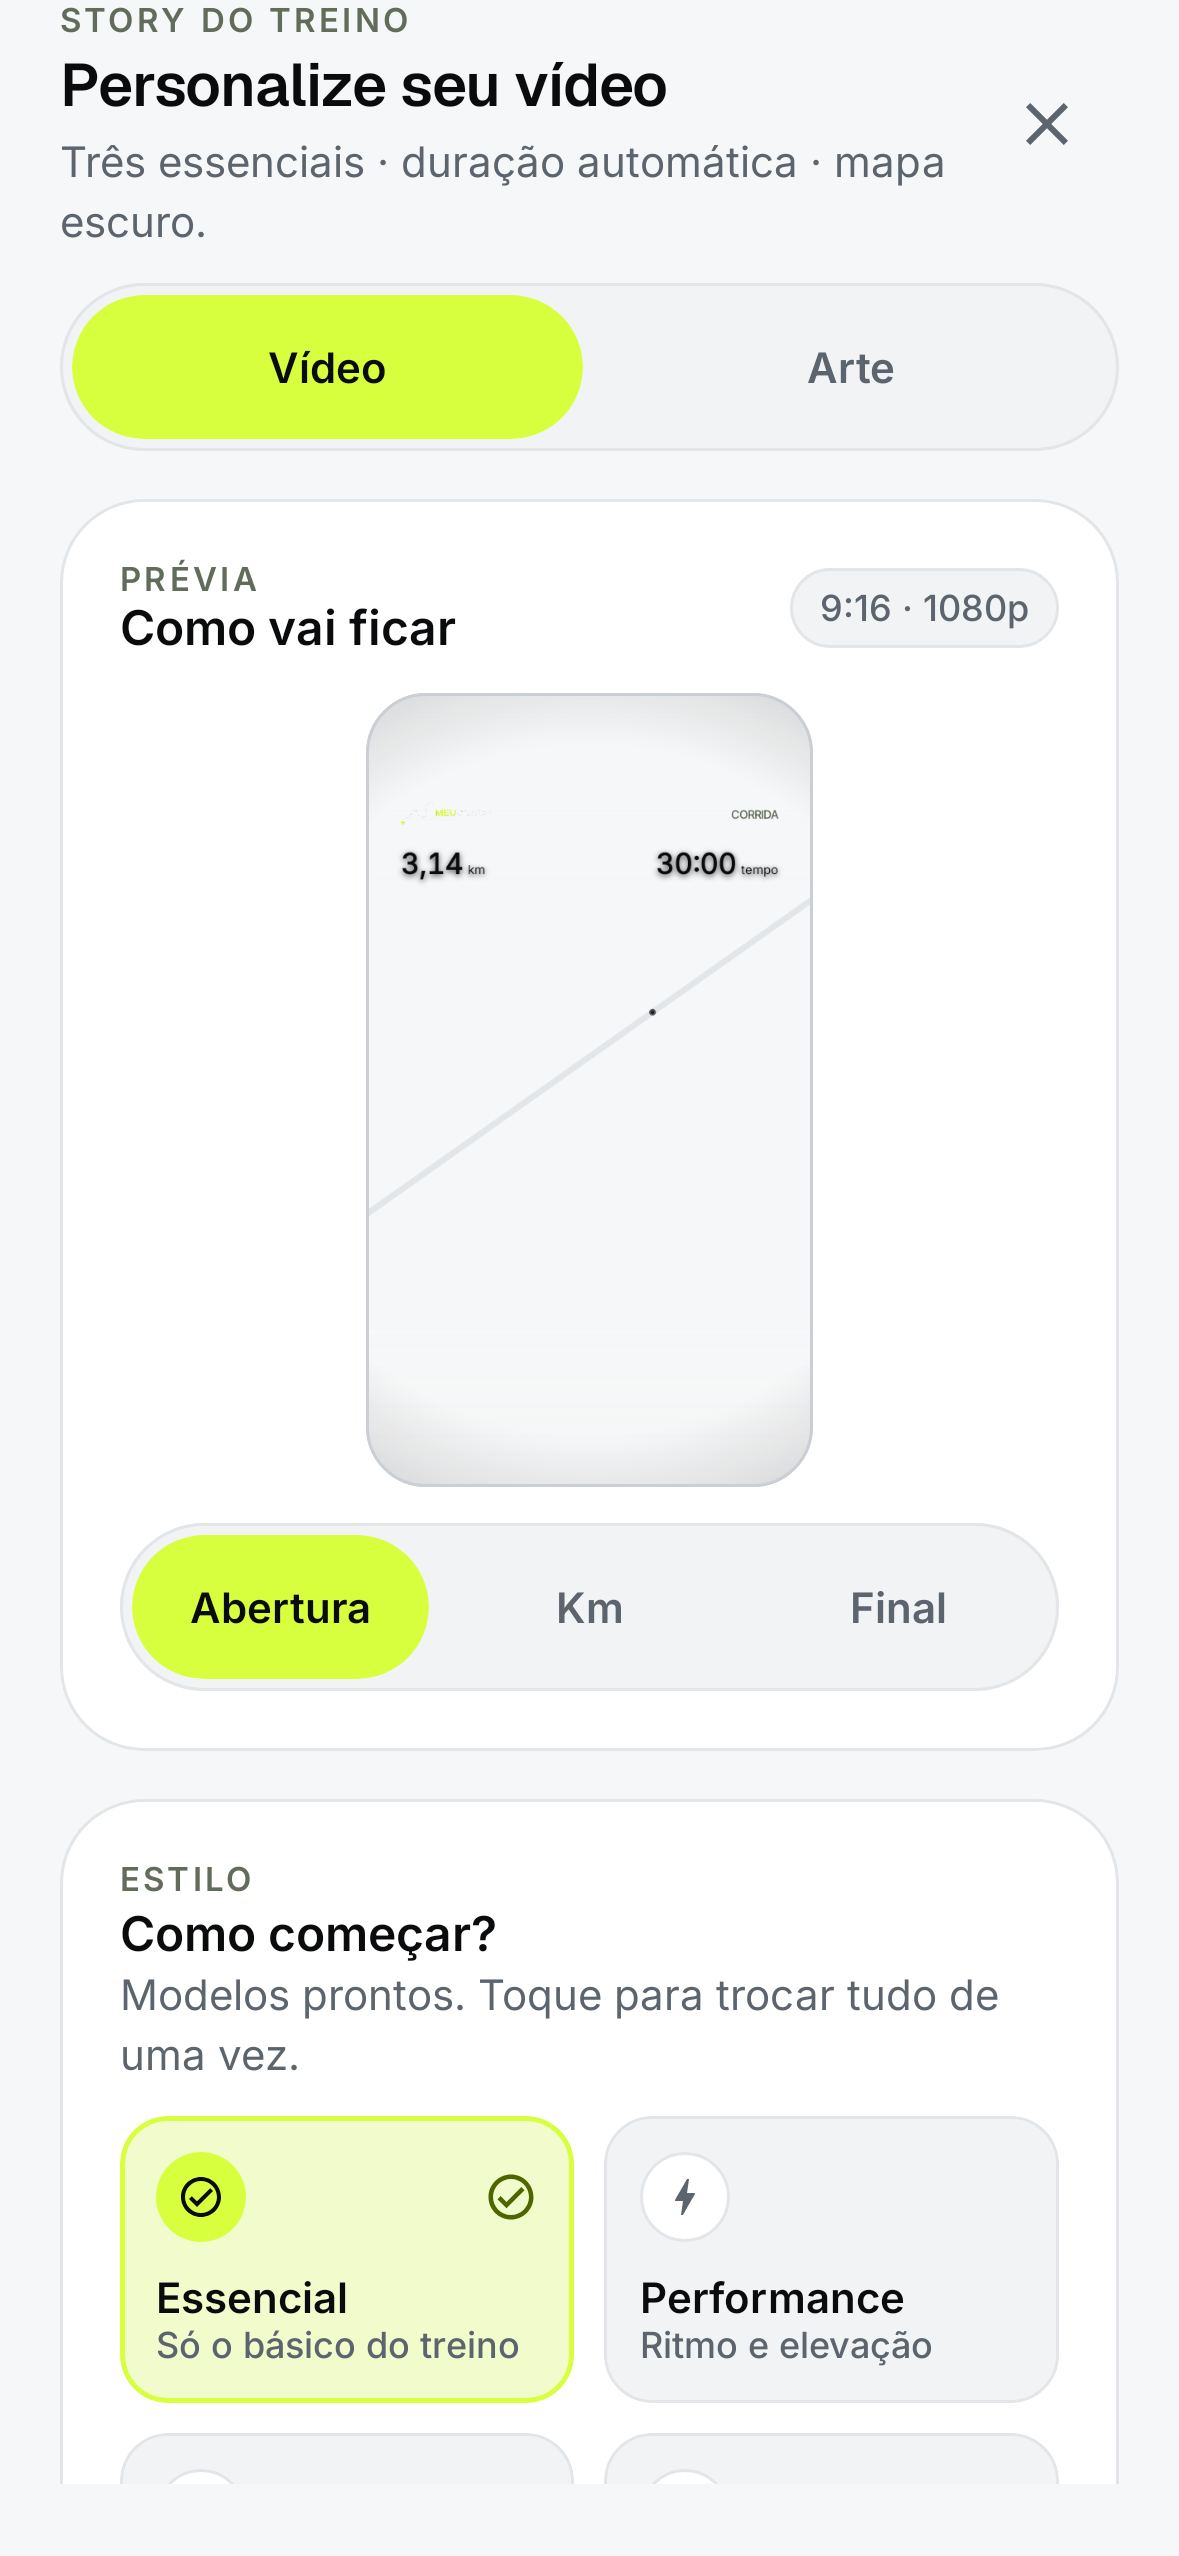 STORY DO TREINO
Personalize seu vídeo
Três essenciais · duração automática · mapa
escuro.
Vídeo
Arte
PRÉVIA
Como vai ficar
9:16 · 1080p
MEU
CORRIDA
3,14 km
30:00 tempo
Abertura
Km
Final
ESTILO
Como começar?
Modelos prontos. Toque para trocar tudo de
uma vez.
Essencial
Só o básico do treino
Performance
Ritmo e elevação